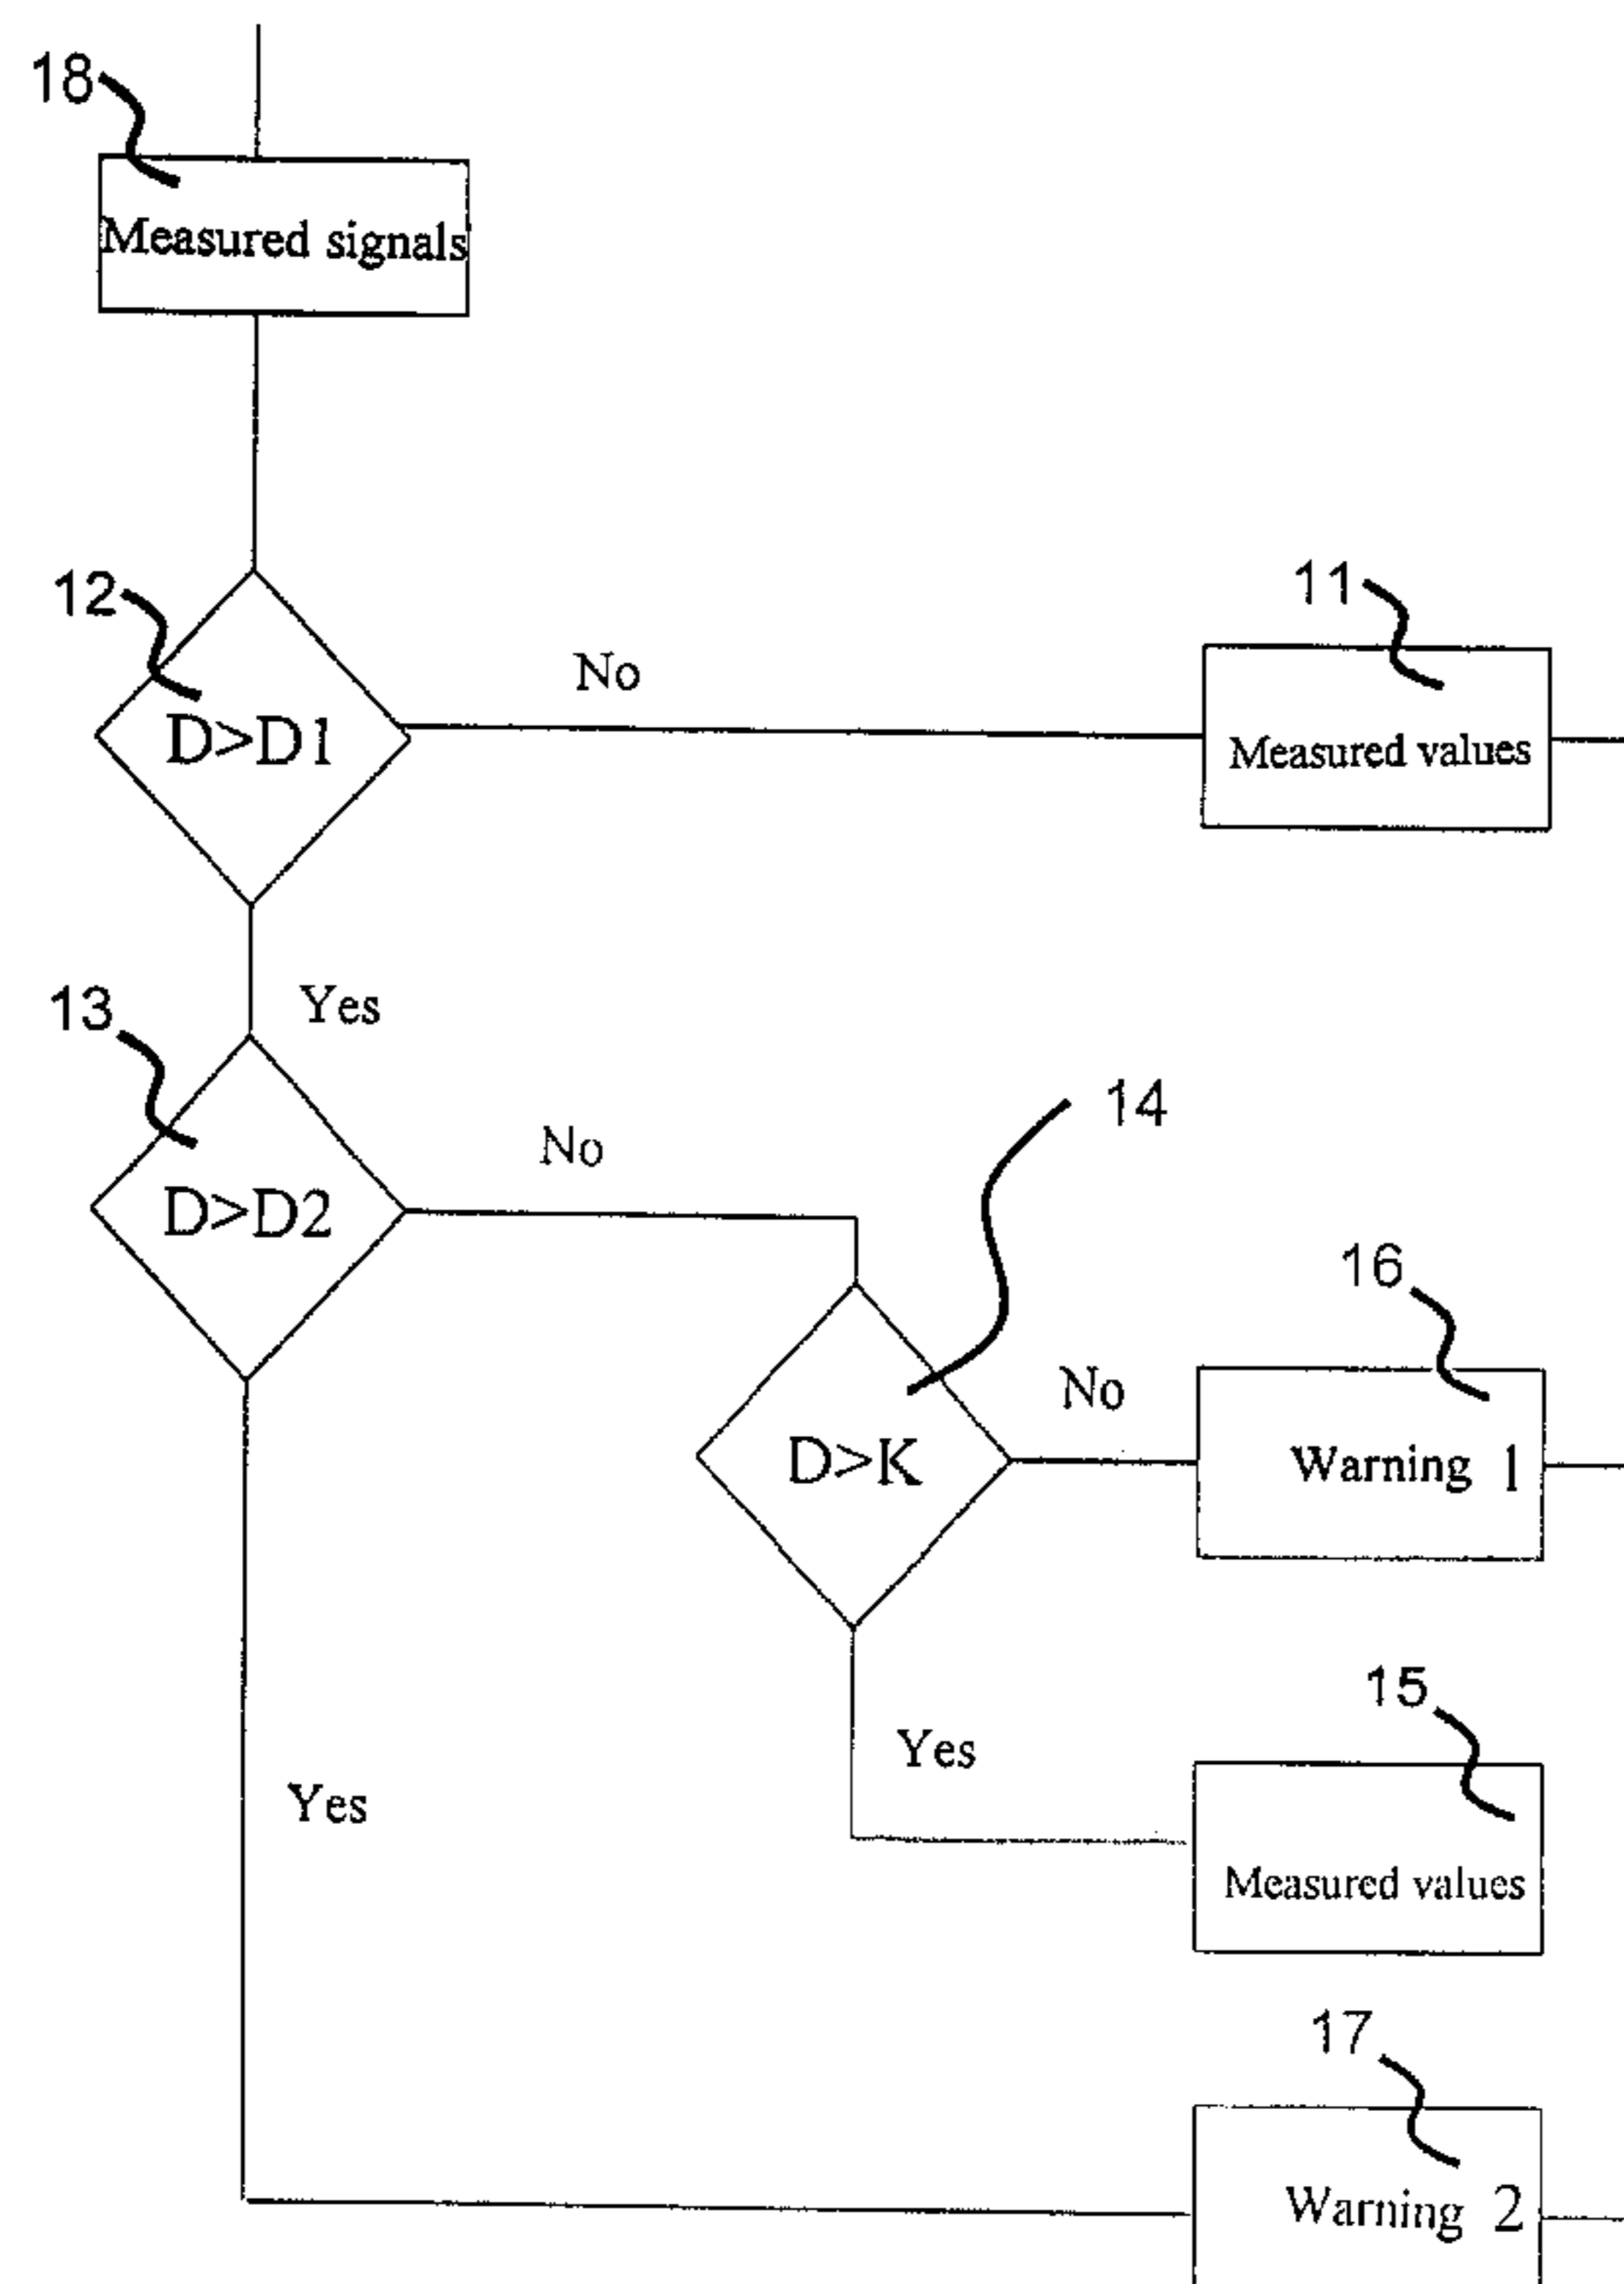 18
Measured signals
12
D>D1
No
11
Measured values
Yes
13
D>D2
No
14
D>K
No
16
Warning 1
Yes
15
Measured values
Yes
17
Warning 2